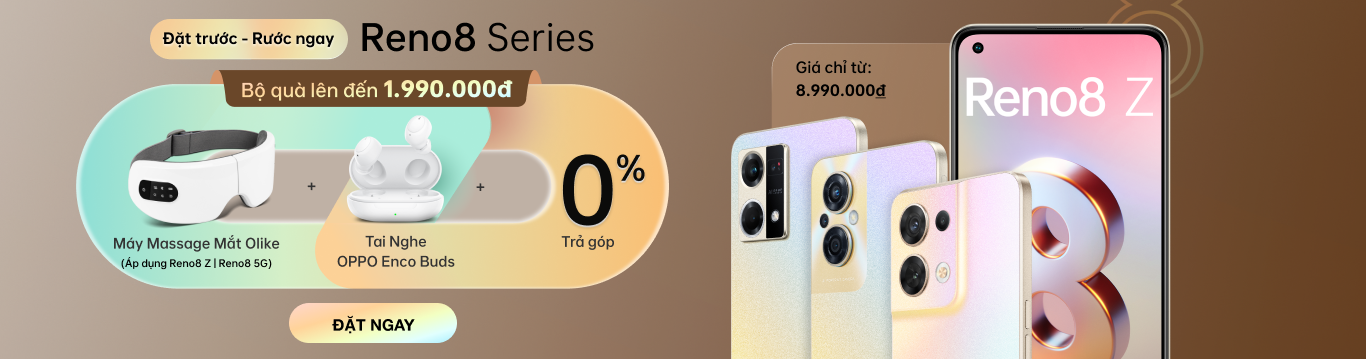 Đặt trước - Rước ngay
Reno8 Series
Bộ quà lên đến 1.990.000đ
+
+
0%
Máy Massage Mắt Olike
(Áp dụng Reno8 Z | Reno8 5G)
Tai Nghe
OPPO Enco Buds
Trả góp
ĐẶT NGAY
Giá chỉ từ:
8.990.000đ
Reno8 Z